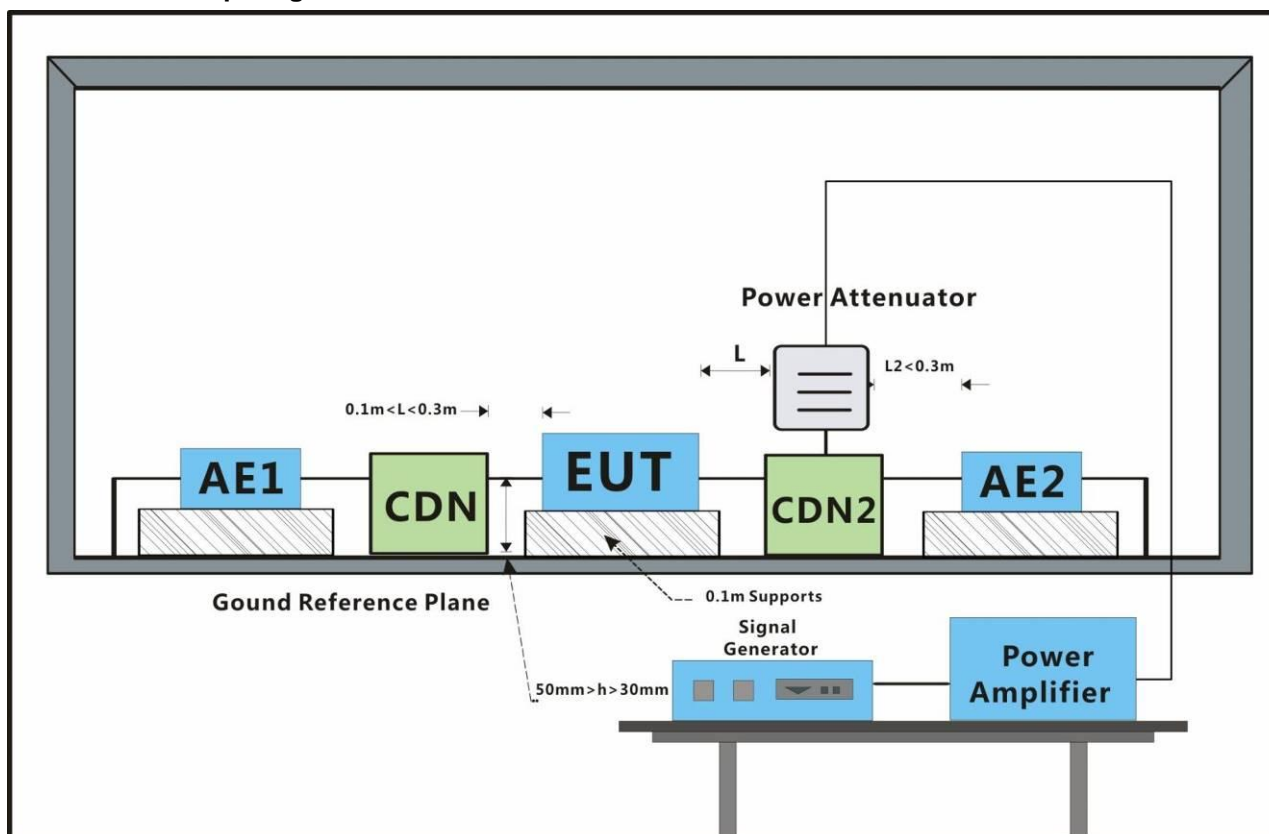 Power Attenuator
L
L2<0.3m
0.1m<L<0.3m
AE1
CDN
EUT
CDN2
AE2
Gound Reference Plane
0.1m Supports
Signal
Generator
50mm>h>30mm
Power
Amplifier